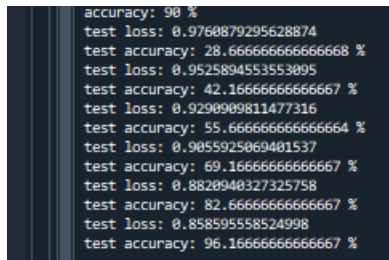 accuracy: 90 %
test loss: 0.9760879295628874
test accuracy: 28.666666666666668 %
test loss: 0.9525894553553095
test accuracy: 42.16666666666667 %
test loss: 0.9290909811477316
test accuracy: 55.666666666666664 %
test loss: 0.9055925069401537
test accuracy: 69.16666666666667 %
test loss: 0.8820940327325758
test accuracy: 82.66666666666667 %
test loss: 0.858595558524998
test accuracy: 96.16666666666667 %